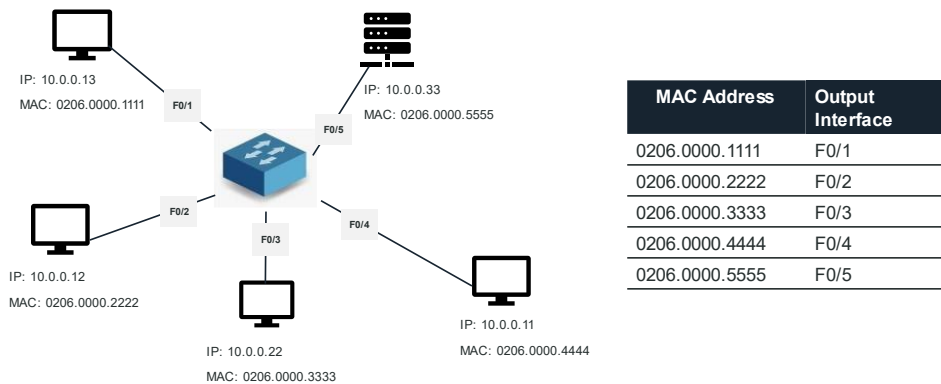 IP: 10.0.0.13
MAC: 0206.0000.1111
F0/1
IP: 10.0.0.33
MAC: 0206.0000.5555
F0/5
F0/2
F0/3
F0/4
IP: 10.0.0.12
MAC: 0206.0000.2222
IP: 10.0.0.22
MAC: 0206.0000.3333
IP: 10.0.0.11
MAC: 0206.0000.4444
MAC Address Output
Interface
0206.0000.1111 F0/1
0206.0000.2222 F0/2
0206.0000.3333 F0/3
0206.0000.4444 F0/4
0206.0000.5555 F0/5